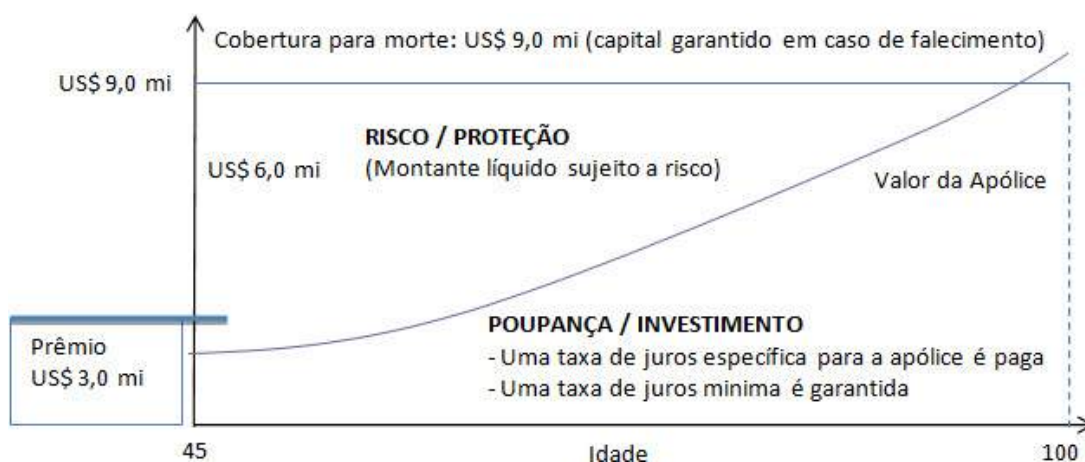 Cobertura para morte: US$ 9,0 mi (capital garantido em caso de falecimento)
US$ 9,0 mi
RISCO / PROTEÇÃO
US$ 6,0 mi
(Montante líquido sujeito a risco)
Valor da Apólice
POUPANÇA / INVESTIMENTO
Prêmio
US$ 3,0 mi
- Uma taxa de juros específica para a apólice é paga
- Uma taxa de juros minima é garantida
45
Idade
100